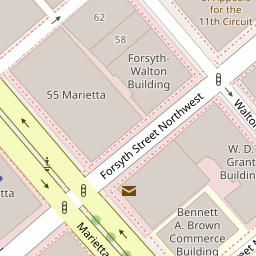 of Appeals
for the
11th Circuit
62
58
Forsyth-
Walton
Building
55 Marietta
Forsyth Street Northwest
Walton
W. D.
Grant
Building
Bennett
A. Brown
Commerce
Building
Marietta